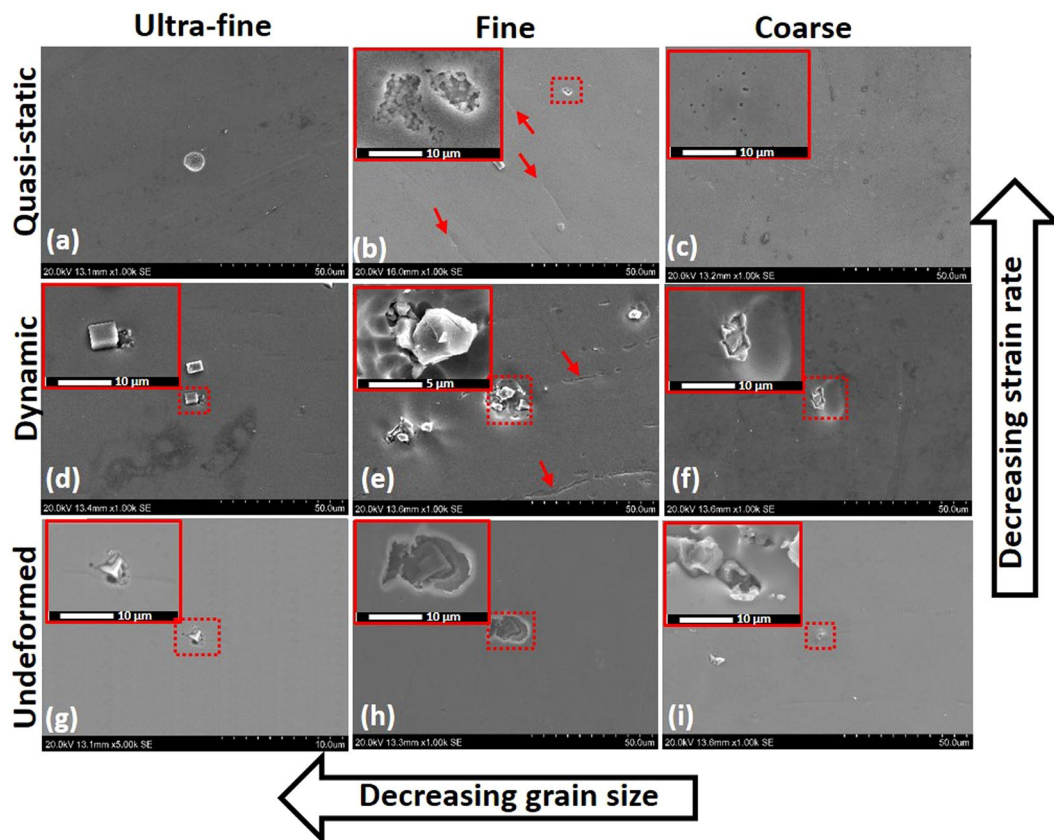 Ultra-fine
Fine
Coarse
Quasi-static
10 µm
10 µm
(a)
(b)
(c)
20.0kV 13.1mm x1.00k SE
50.0um
20.0kV 16.0mm x1.00k SE
50.0um
20.0kV 13.2mm x1.00k SE
50.0um
Dynamic
10 µm
5 µm
10 µm
(d)
(e)
(f)
20.0kV 13.4mm x1.00k SE
50.0um
20.0kV 13.6mm x1.00k SE
50.0um
20.0kV 13.6mm x1.00k SE
50.0um
Undeformed
10 µm
10 µm
10 µm
(g)
(h)
(i)
20.0kV 13.1mm x5.00k SE
10.0um
20.0kV 13.3mm x1.00k SE
50.0um
20.0kV 13.6mm x1.00k SE
50.0um
Decreasing strain rate
Decreasing grain size